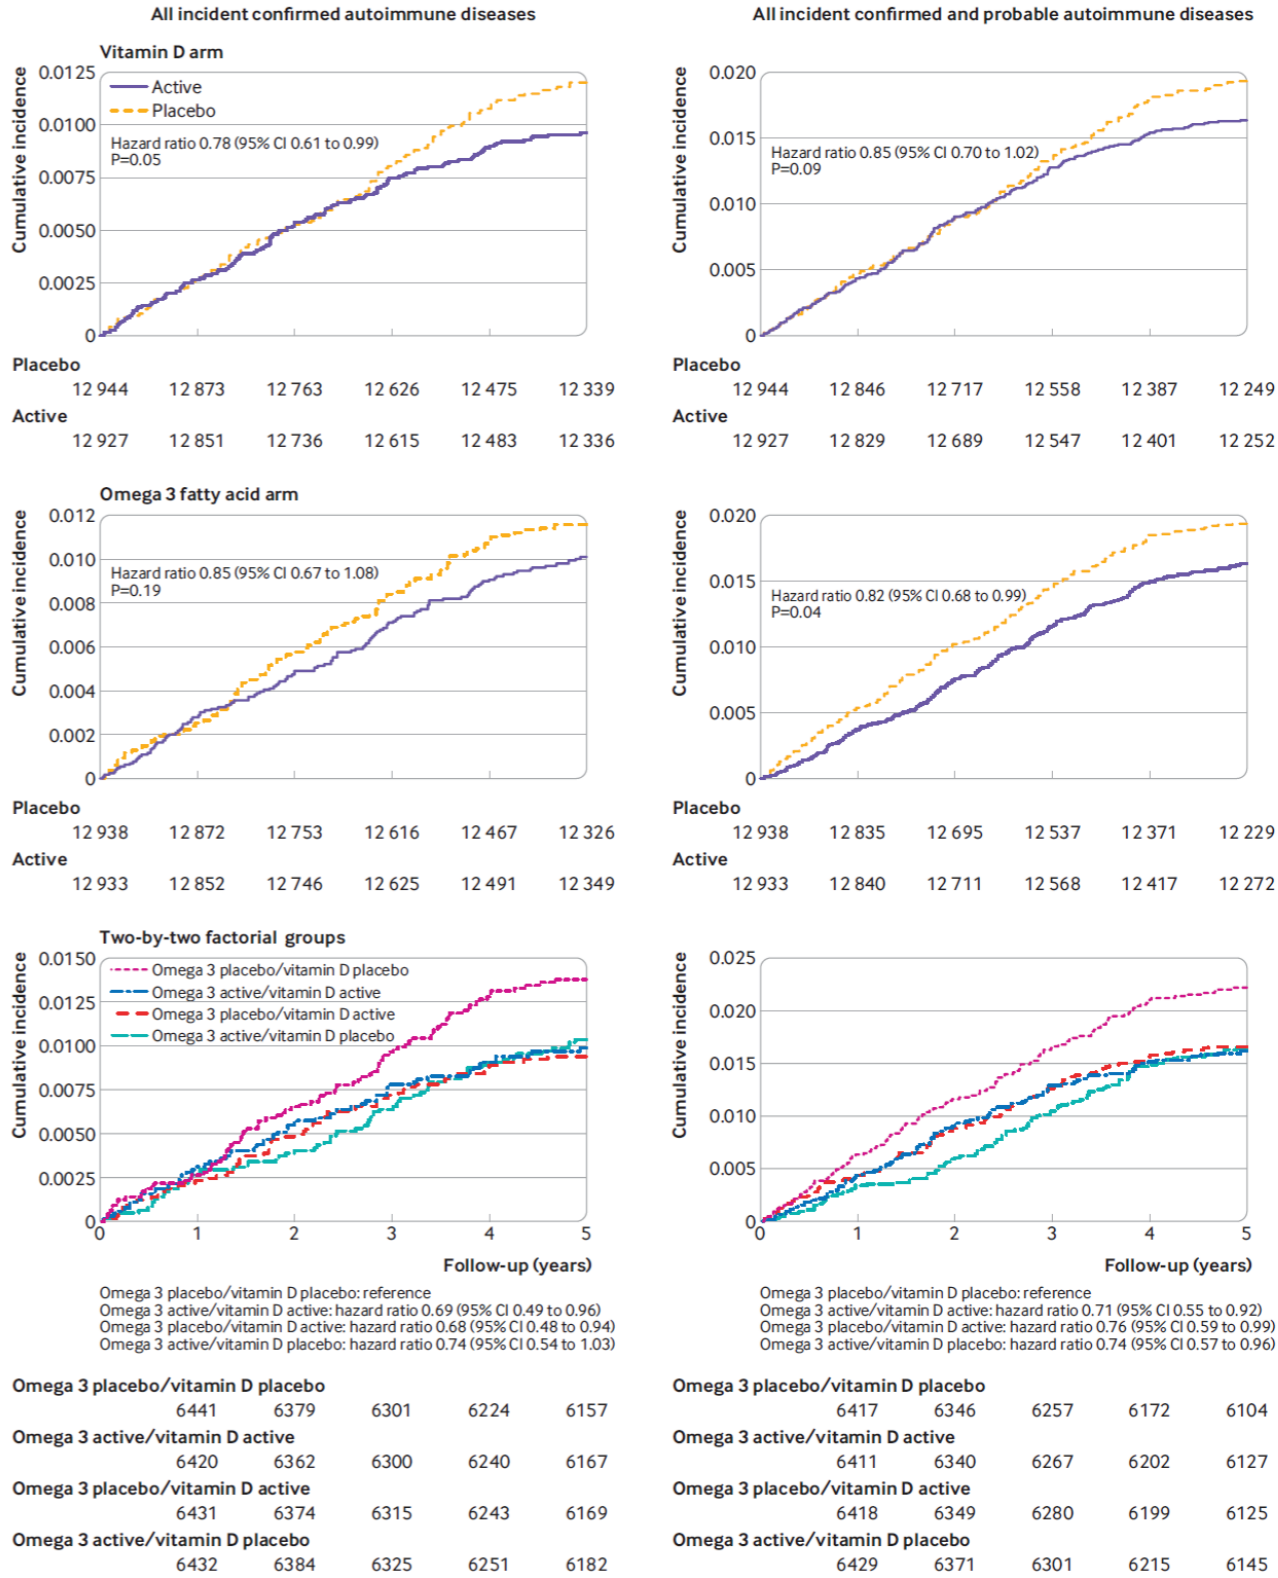 All incident confirmed autoimmune diseases
All incident confirmed and probable autoimmune diseases
Vitamin D arm
Cumulative incidence
0.0125
0.0100
0.0075
0.0050
0.0025
0
Active
Placebo
Hazard ratio 0.78 (95% CI 0.61 to 0.99)
P=0.05
Placebo
12 944 12 873 12 763 12 626 12 475 12 339
Active
12 927 12 851 12 736 12 615 12 483 12 336
Cumulative incidence
0.020
0.015
0.010
0.005
0
Hazard ratio 0.85 (95% CI 0.70 to 1.02)
P=0.09
Placebo
12 944 12 846 12 717 12 558 12 387 12 249
Active
12 927 12 829 12 689 12 547 12 401 12 252
Omega 3 fatty acid arm
Cumulative incidence
0.012
0.010
0.008
0.006
0.004
0.002
0
Hazard ratio 0.85 (95% CI 0.67 to 1.08)
P=0.19
Placebo
12 938 12 872 12 753 12 616 12 467 12 326
Active
12 933 12 852 12 746 12 625 12 491 12 349
Cumulative incidence
0.020
0.015
0.010
0.005
0
Hazard ratio 0.82 (95% CI 0.68 to 0.99)
P=0.04
Placebo
12 938 12 835 12 695 12 537 12 371 12 229
Active
12 933 12 840 12 711 12 568 12 417 12 272
Two-by-two factorial groups
Cumulative incidence
0.0150
0.0125
0.0100
0.0075
0.0050
0.0025
0
Omega 3 placebo/vitamin D placebo
Omega 3 active/vitamin D active
Omega 3 placebo/vitamin D active
Omega 3 active/vitamin D placebo
0 1 2 3 4 5
Follow-up (years)
Omega 3 placebo/vitamin D placebo: reference
Omega 3 active/vitamin D active: hazard ratio 0.69 (95% CI 0.49 to 0.96)
Omega 3 placebo/vitamin D active: hazard ratio 0.68 (95% CI 0.48 to 0.94)
Omega 3 active/vitamin D placebo: hazard ratio 0.74 (95% CI 0.54 to 1.03)
Omega 3 placebo/vitamin D placebo
6441 6379 6301 6224 6157
Omega 3 active/vitamin D active
6420 6362 6300 6240 6167
Omega 3 placebo/vitamin D active
6431 6374 6315 6243 6169
Omega 3 active/vitamin D placebo
6432 6384 6325 6251 6182
Cumulative incidence
0.025
0.020
0.015
0.010
0.005
0
0 1 2 3 4 5
Follow-up (years)
Omega 3 placebo/vitamin D placebo: reference
Omega 3 active/vitamin D active: hazard ratio 0.71 (95% CI 0.55 to 0.92)
Omega 3 placebo/vitamin D active: hazard ratio 0.76 (95% CI 0.59 to 0.99)
Omega 3 active/vitamin D placebo: hazard ratio 0.74 (95% CI 0.57 to 0.96)
Omega 3 placebo/vitamin D placebo
6417 6346 6257 6172 6104
Omega 3 active/vitamin D active
6411 6340 6267 6202 6127
Omega 3 placebo/vitamin D active
6418 6349 6280 6199 6125
Omega 3 active/vitamin D placebo
6429 6371 6301 6215 6145